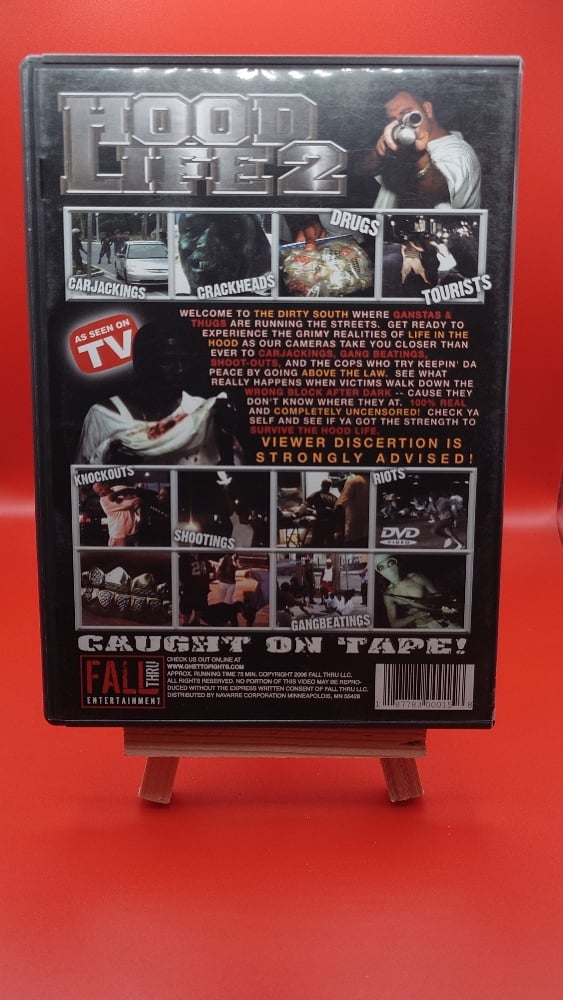 HOOD
LIFE 2
DRUGS
CARJACKINGS
CRACKHEADS
TOURISTS
AS SEEN ON
TV
WELCOME TO THE DIRTY SOUTH WHERE GANSTAS &
THUGS ARE RUNNING THE STREETS. GET READY TO
EXPERIENCE THE GRIMY REALITIES OF LIFE IN THE
HOOD AS OUR CAMERAS TAKE YOU CLOSER THAN
EVER TO CARJACKINGS, GANG BEATINGS,
SHOOT-OUTS, AND THE COPS WHO TRY KEEPIN' DA
PEACE BY GOING ABOVE THE LAW. SEE WHAT
REALLY HAPPENS WHEN VICTIMS WALK DOWN THE
WRONG BLOCK AFTER DARK -- CAUSE THEY
DON'T KNOW WHERE THEY AT. 100% REAL
AND COMPLETELY UNCENSORED! CHECK YA
SELF AND SEE IF YA GOT THE STRENGTH TO
SURVIVE THE HOOD LIFE.
VIEWER DISCERTION IS
STRONGLY ADVISED!
KNOCKOUTS
SHOOTINGS
RIOTS
DVD
VIDEO
GANGBEATINGS
CAUGHT ON TAPE!
FALL
THRU
ENTERTAINMENT
CHECK US OUT ONLINE AT
WWW.GHETTOFIGHTS.COM
APPROX. RUNNING TIME 75 MIN. COPYRIGHT 2006 FALL THRU LLC.
ALL RIGHTS RESERVED. NO PORTION OF THIS VIDEO MAY BE REPRO-
DUCED WITHOUT THE EXPRESS WRITTEN CONSENT OF FALL THRU LLC.
DISTRIBUTED BY NAVARRE CORPORATION MINNEAPOLIS, MN 55428
1 87783 00015 8